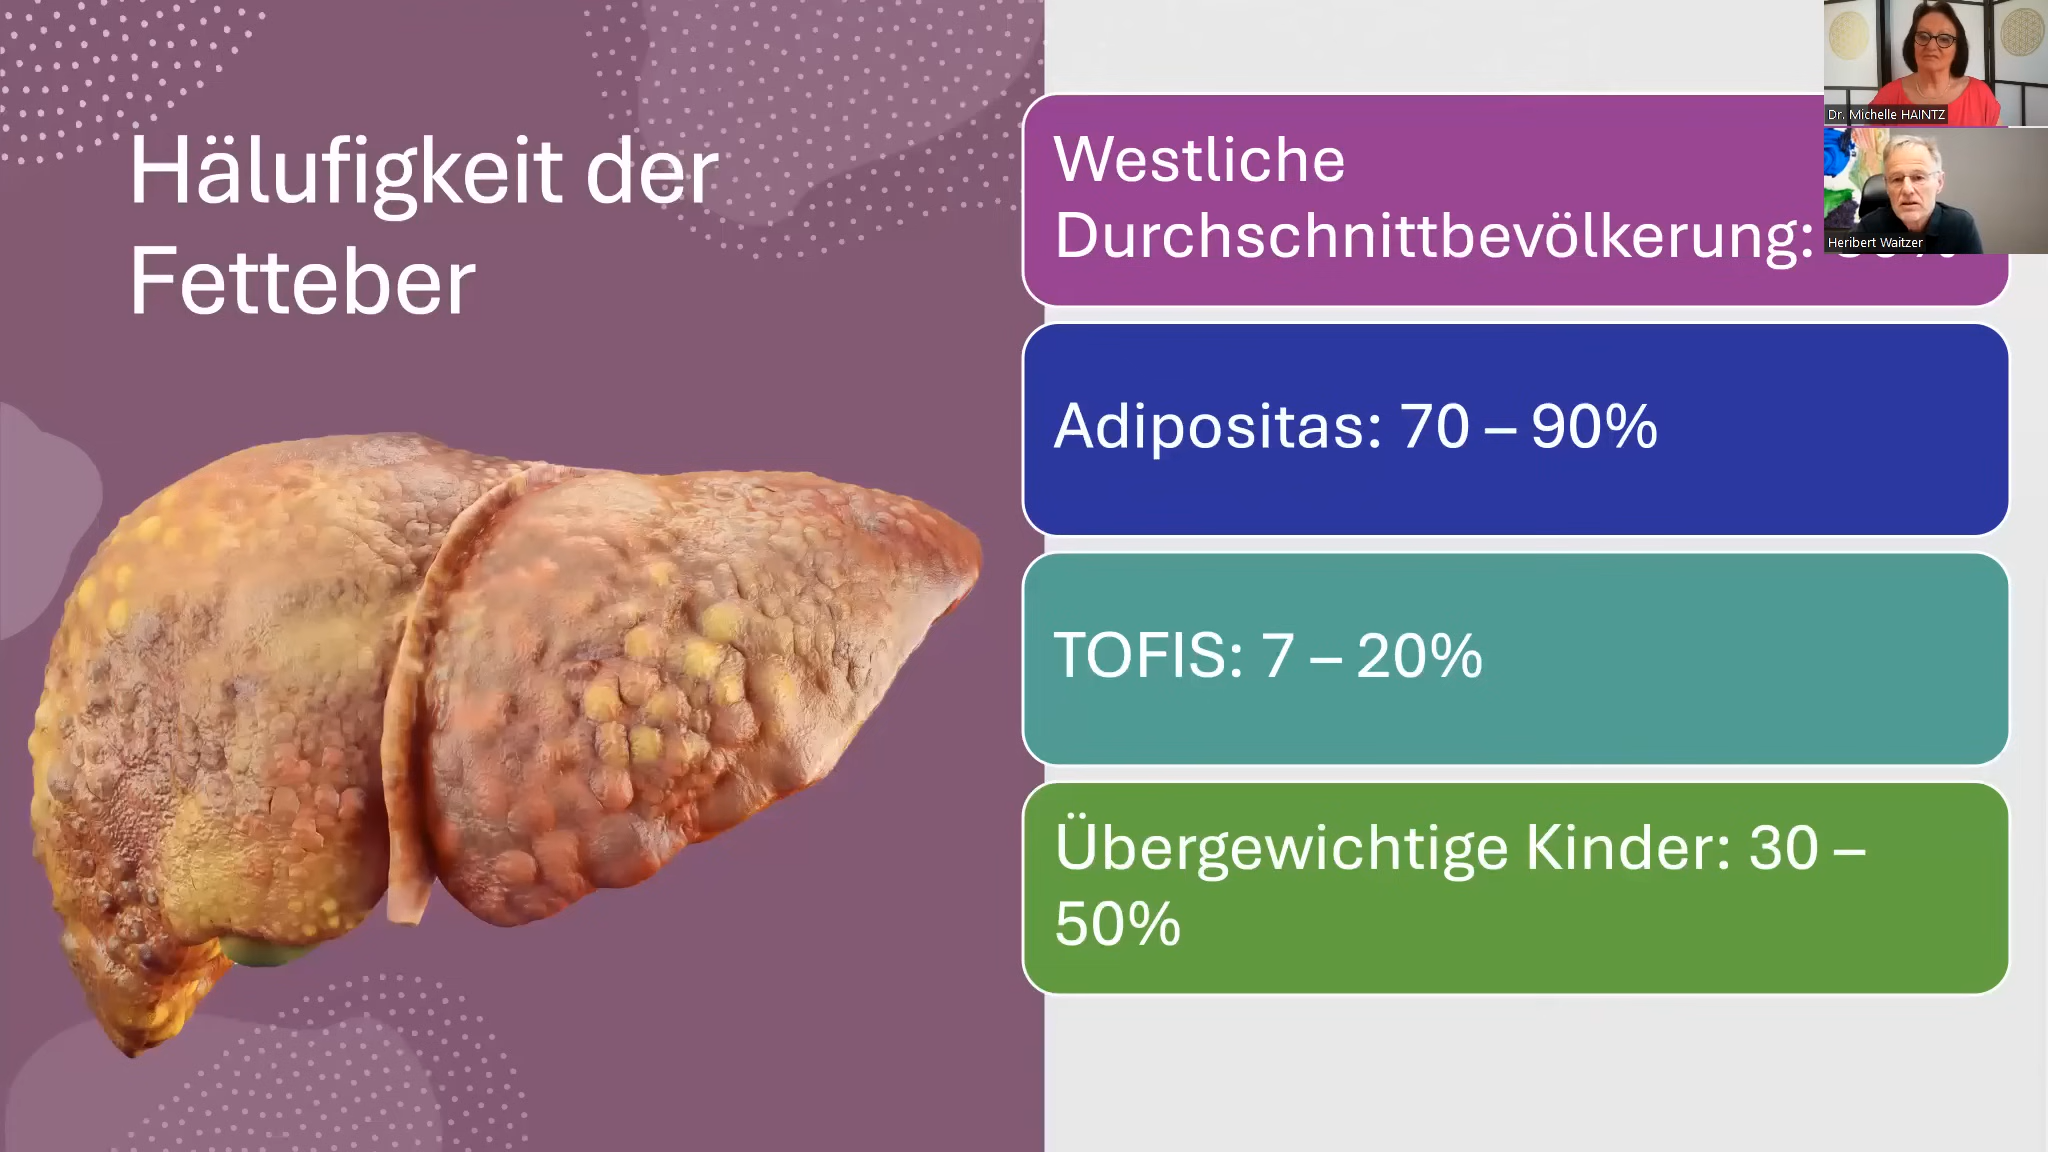 Hälufigkeit der
Fetteber
Westliche
Durchschnittbevölkerung:
Adipositas: 70 – 90%
TOFIS: 7 – 20%
Übergewichtige Kinder: 30 –
50%
Dr. Michelle HAINTZ
Heribert Waitzer